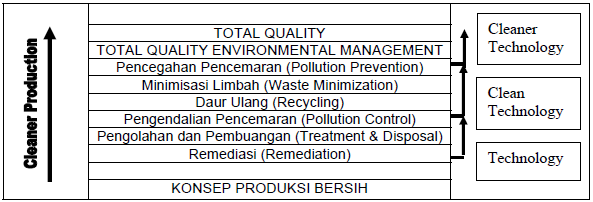 Cleaner Production
TOTAL QUALITY
TOTAL QUALITY ENVIRONMENTAL MANAGEMENT
Pencegahan Pencemaran (Pollution Prevention)
Minimisasi Limbah (Waste Minimization)
Daur Ulang (Recycling)
Pengendalian Pencemaran (Pollution Control)
Pengolahan dan Pembuangan (Treatment & Disposal)
Remediasi (Remediation)
KONSEP PRODUKSI BERSIH
Cleaner
Technology
Clean
Technology
Technology